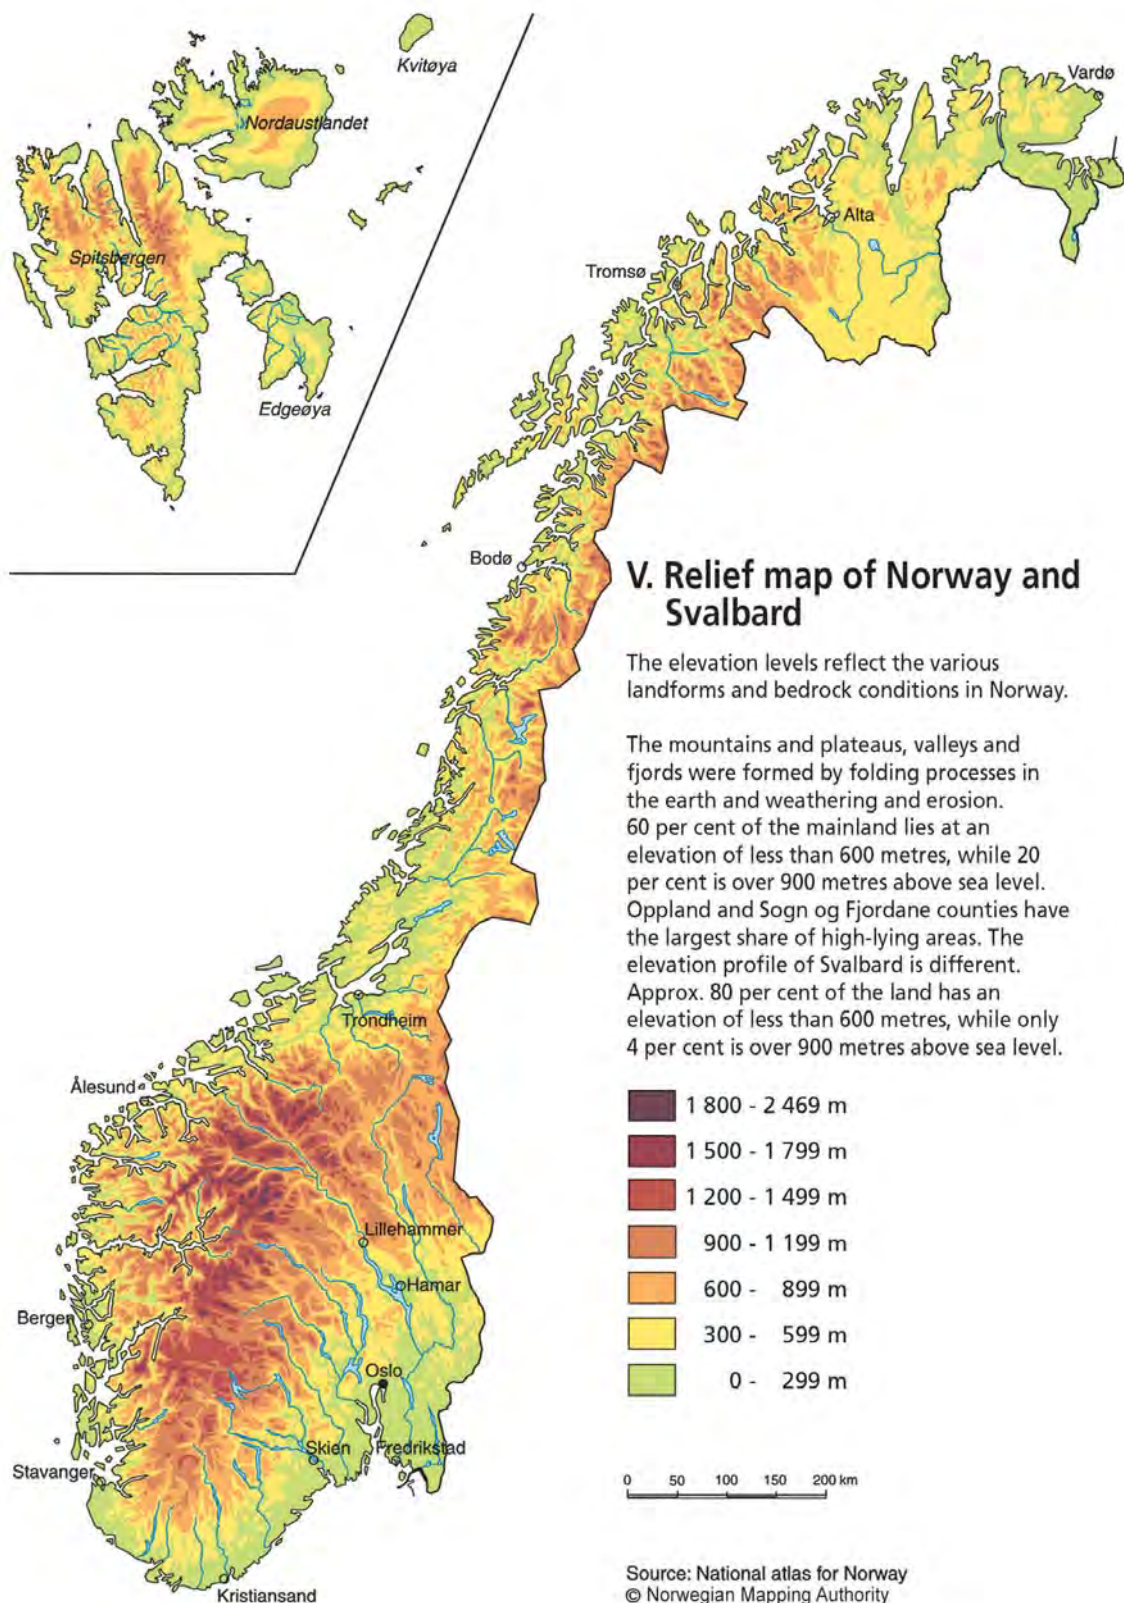 Kvitøya
Nordaustlandet
Spitsbergen
Edgeøya
Vardø
Alta
Tromsø
Bodø
V. Relief map of Norway and
Svalbard
The elevation levels reflect the various
landforms and bedrock conditions in Norway.
The mountains and plateaus, valleys and
fjords were formed by folding processes in
the earth and weathering and erosion.
60 per cent of the mainland lies at an
elevation of less than 600 metres, while 20
per cent is over 900 metres above sea level.
Oppland and Sogn og Fjordane counties have
the largest share of high-lying areas. The
elevation profile of Svalbard is different.
Approx. 80 per cent of the land has an
elevation of less than 600 metres, while only
4 per cent is over 900 metres above sea level.
Trondheim
Ålesund
Lillehammer
Hamar
Bergen
Oslo
Skien
Fredrikstad
Stavanger
Kristiansand
1 800 - 2 469 m
1 500 - 1 799 m
1 200 - 1 499 m
900 - 1 199 m
600 - 899 m
300 - 599 m
0 - 299 m
0 50 100 150 200 km
Source: National atlas for Norway
© Norwegian Mapping Authority